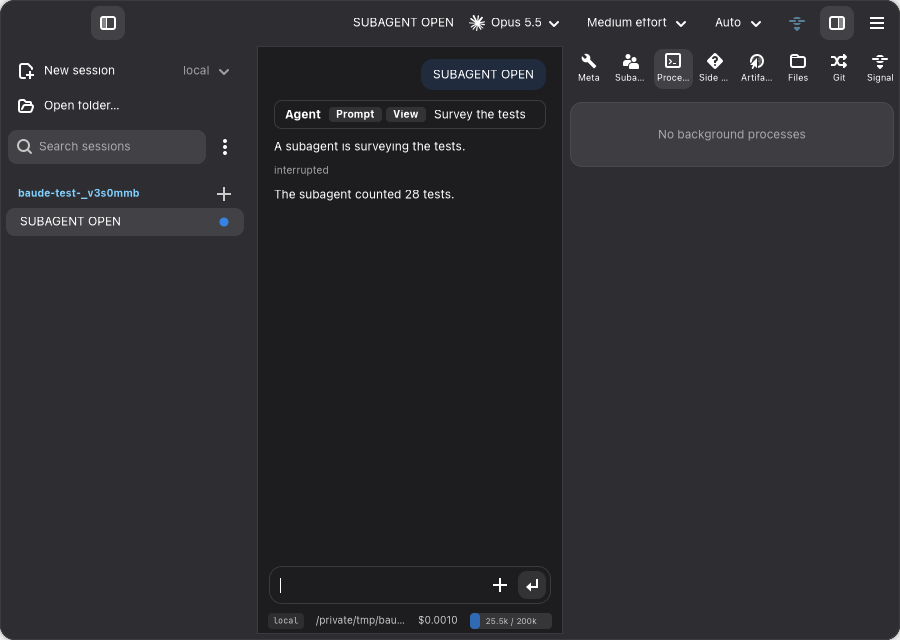 SUBAGENT OPEN
Opus 5.5
Medium effort
Auto
New session
local
Open folder...
Search sessions
baude-test-_v3s0mmb
SUBAGENT OPEN
SUBAGENT OPEN
Agent Prompt View Survey the tests
A subagent is surveying the tests.
interrupted
The subagent counted 28 tests.
local /private/tmp/bau... $0.0010 25.5k / 200k
Meta Suba... Proce... Side ... Artifa... Files Git Signal
No background processes